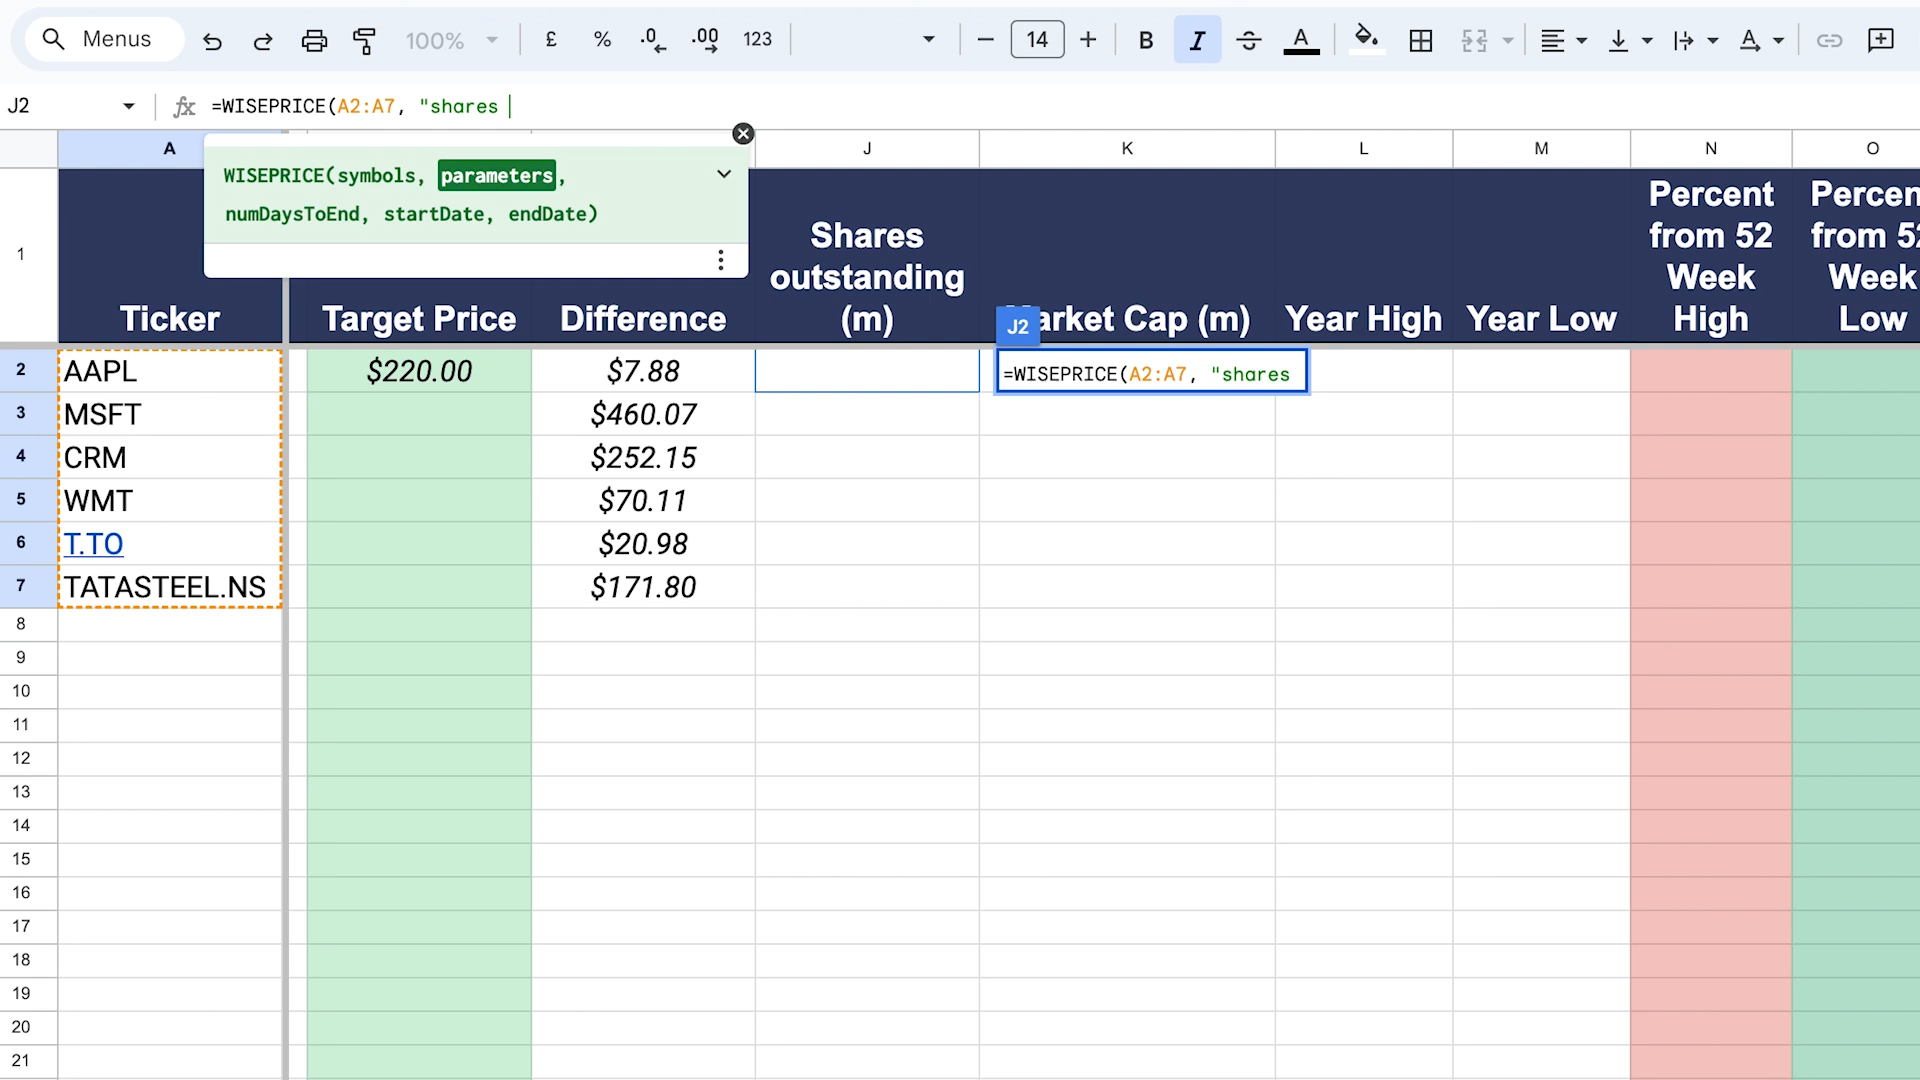 Menus
100%
£ % .0 .00 123
14
B I A A
J2
=WISEPRICE(A2:A7, "shares
WISEPRICE(symbols, parameters,
numDaysToEnd, startDate, endDate)
A J K L M N O
1
Ticker
Target Price
Difference
Shares
outstanding
(m)
arket Cap (m)
Year High
Year Low
Percent
from 52
Week
High
Percen
from 52
Week
Low
J2
2 AAPL $220.00 $7.88 =WISEPRICE(A2:A7, "shares
3 MSFT $460.07
4 CRM $252.15
5 WMT $70.11
6 T.TO $20.98
7 TATASTEEL.NS $171.80
8
9
10
11
12
13
14
15
16
17
18
19
20
21